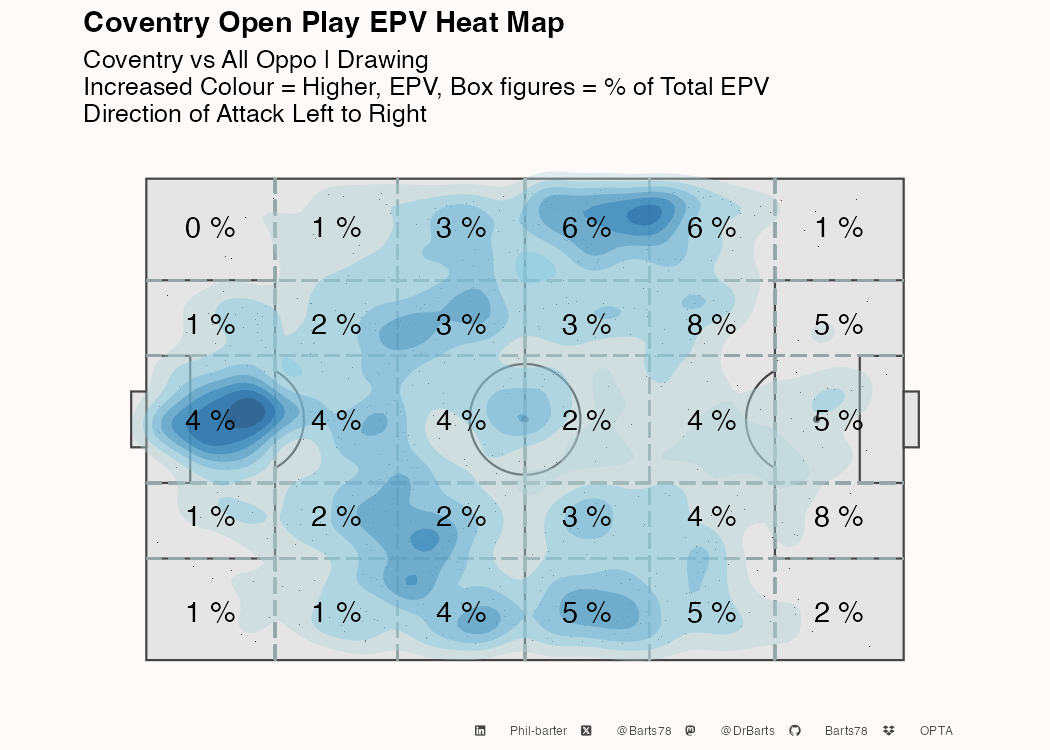 Coventry Open Play EPV Heat Map
Coventry vs All Oppo | Drawing
Increased Colour = Higher, EPV, Box figures = % of Total EPV
Direction of Attack Left to Right
0 % 1 % 3 % 6 % 6 % 1 %
1 % 2 % 3 % 3 % 8 % 5 %
4 % 4 % 4 % 2 % 4 % 5 %
1 % 2 % 2 % 3 % 4 % 8 %
1 % 1 % 4 % 5 % 5 % 2 %
Phil-barter @Barts78 @DrBarts Barts78 OPTA